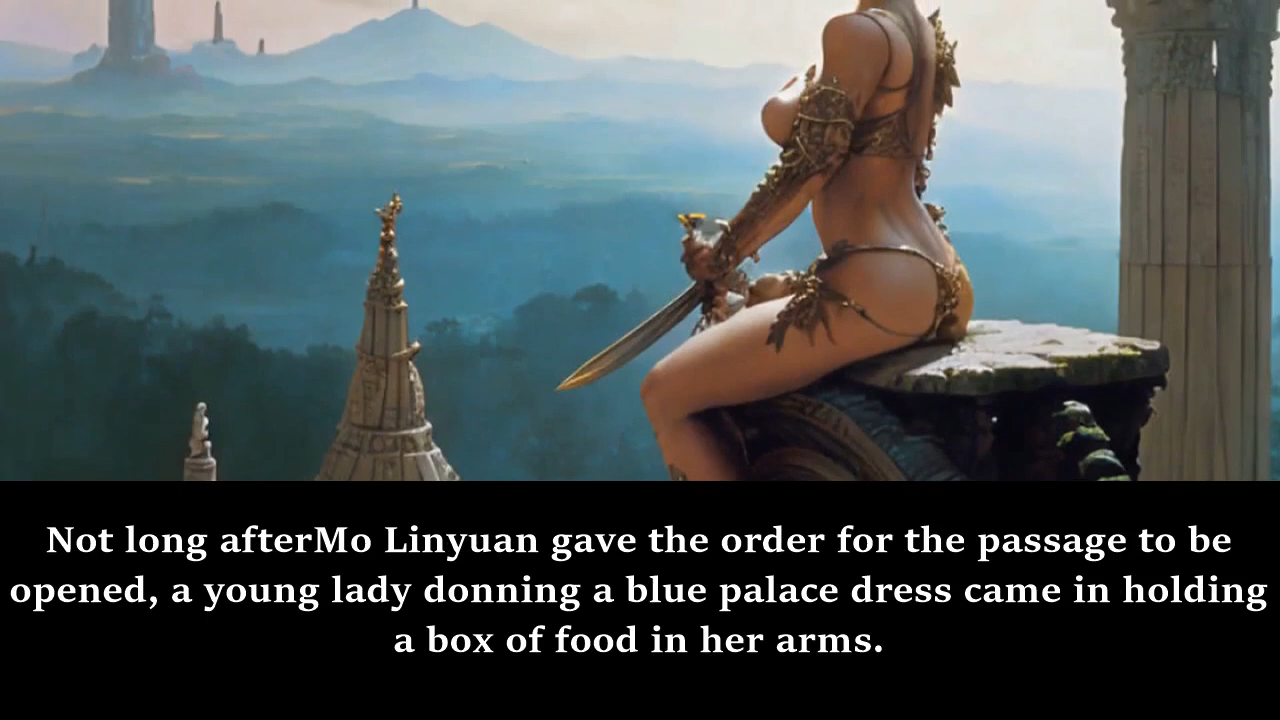 Not long afterMo Linyuan gave the order for the passage to be
opened, a young lady donning a blue palace dress came in holding
a box of food in her arms.